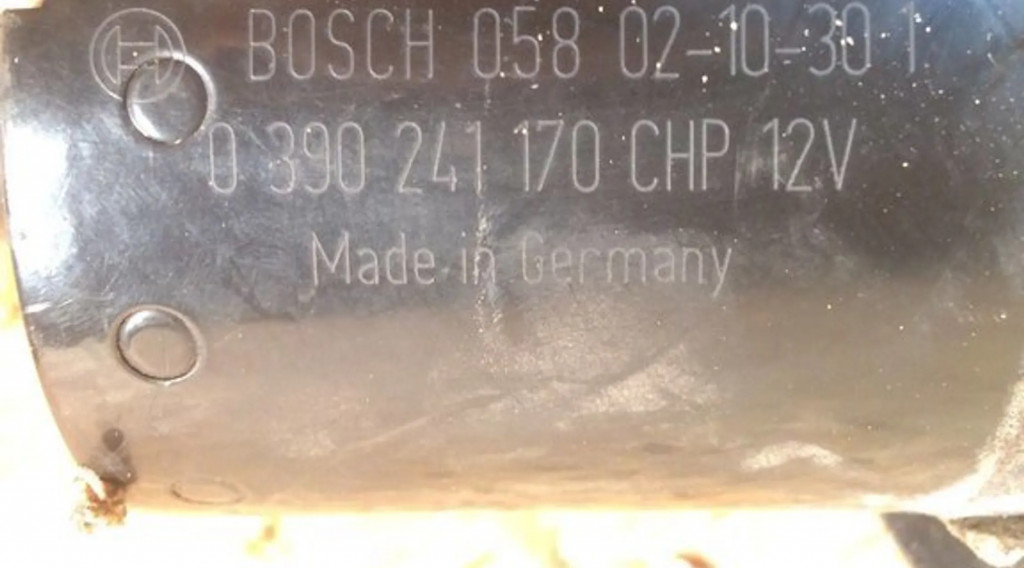 BOSCH 058 02-10-30 1
0 390 241 170 CHP 12V
Made in Germany